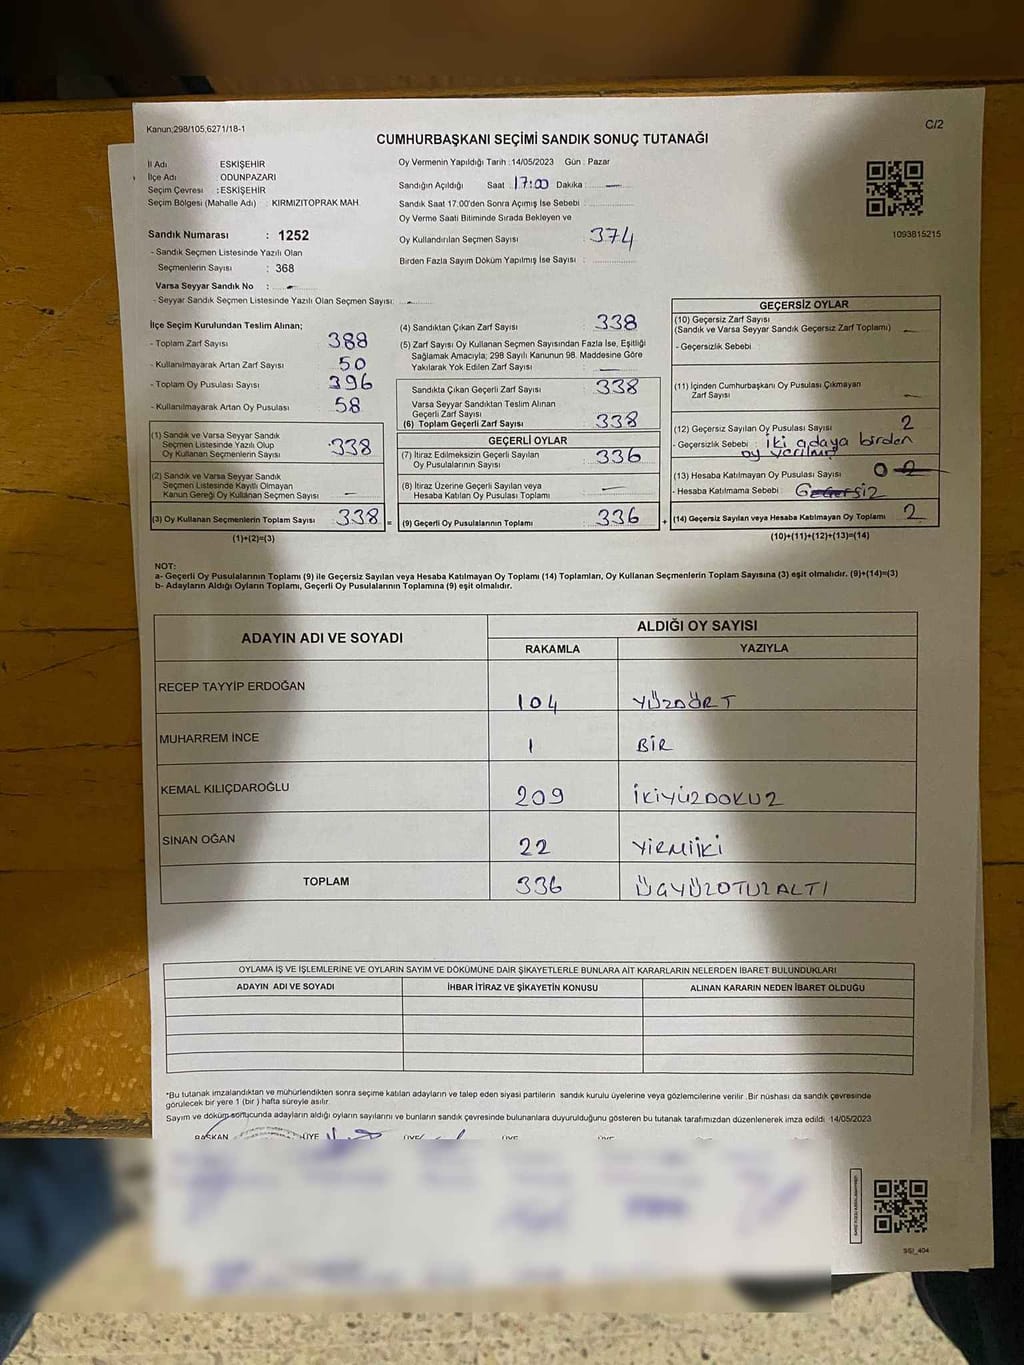 Kanun;298/105;6271/18-1
C/2
CUMHURBAŞKANI SEÇİMİ SANDIK SONUÇ TUTANAĞI
İl Adı ESKİŞEHİR
İlçe Adı ODUNPAZARI
Seçim Çevresi : ESKİŞEHİR
Seçim Bölgesi (Mahalle Adı) : KIRMIZITOPRAK MAH.
Oy Vermenin Yapıldığı Tarih : 14/05/2023 Gün : Pazar
Sandığın Açıldığı Saat : 17:00 Dakika : —
Sandık Saat 17:00'den Sonra Açmış İse Sebebi :
Oy Verme Saati Bitiminde Sırada Bekleyen ve
Oy Kullandırılan Seçmen Sayısı : 374
Birden Fazla Sayım Döküm Yapılmış İse Sayısı :
1093815215
Sandık Numarası : 1252
- Sandık Seçmen Listesinde Yazılı Olan
Seçmenlerin Sayısı : 368
Varsa Seyyar Sandık No : —
- Seyyar Sandık Seçmen Listesinde Yazılı Olan Seçmen Sayısı: —
İlçe Seçim Kurulundan Teslim Alınan;
- Toplam Zarf Sayısı : 388
- Kullanılmayarak Artan Zarf Sayısı : 50
- Toplam Oy Pusulası Sayısı : 396
- Kullanılmayarak Artan Oy Pusulası : 58
(1) Sandık ve Varsa Seyyar Sandık
Seçmen Listesinde Yazılı Olup
Oy Kullanan Seçmenlerin Sayısı : 338
(2) Sandık ve Varsa Seyyar Sandık
Seçmen Listesinde Kayıtlı Olmayan
Kanun Gereği Oy Kullanan Seçmen Sayısı : —
(3) Oy Kullanan Seçmenlerin Toplam Sayısı : 338 =
(1)+(2)=(3)
(4) Sandıktan Çıkan Zarf Sayısı : 338
(5) Zarf Sayısı Oy Kullanan Seçmen Sayısından Fazla İse, Eşitliği
Sağlamak Amacıyla; 298 Sayılı Kanunun 98. Maddesine Göre
Yakılarak Yok Edilen Zarf Sayısı : —
Sandıkta Çıkan Geçerli Zarf Sayısı : 338
Varsa Seyyar Sandıktan Teslim Alınan
Geçerli Zarf Sayısı
(6) Toplam Geçerli Zarf Sayısı : 338
GEÇERLİ OYLAR
(7) İtiraz Edilmeksizin Geçerli Sayılan
Oy Pusulalarının Sayısı : 336
(8) İtiraz Üzerine Geçerli Sayılan veya
Hesaba Katılan Oy Pusulası Toplamı : —
(9) Geçerli Oy Pusulalarının Toplamı : 336 +
GEÇERSİZ OYLAR
(10) Geçersiz Zarf Sayısı
(Sandık ve Varsa Seyyar Sandık Geçersiz Zarf Toplamı) —
- Geçersizlik Sebebi :
(11) İçinden Cumhurbaşkanı Oy Pusulası Çıkmayan
Zarf Sayısı —
(12) Geçersiz Sayılan Oy Pusulası Sayısı 2
- Geçersizlik Sebebi : iki adaya birden
oy verilmiş
(13) Hesaba Katılmayan Oy Pusulası Sayısı 0 2
- Hesaba Katılmama Sebebi : Geçersiz
(14) Geçersiz Sayılan veya Hesaba Katılmayan Oy Toplamı 2
(10)+(11)+(12)+(13)=(14)
NOT:
a- Geçerli Oy Pusulalarının Toplamı (9) ile Geçersiz Sayılan veya Hesaba Katılmayan Oy Toplamı (14) Toplamları, Oy Kullanan Seçmenlerin Toplam Sayısına (3) eşit olmalıdır. (9)+(14)=(3)
b- Adayların Aldığı Oyların Toplamı, Geçerli Oy Pusulalarının Toplamına (9) eşit olmalıdır.
ADAYIN ADI VE SOYADI
ALDIĞI OY SAYISI
RAKAMLA YAZIYLA
RECEP TAYYİP ERDOĞAN 104 YÜZDÖRT
MUHARREM İNCE 1 BİR
KEMAL KILIÇDAROĞLU 209 İKİYÜZDOKUZ
SİNAN OĞAN 22 YİRMİİKİ
TOPLAM 336 ÜÇYÜZOTUZALTI
OYLAMA İŞ VE İŞLEMLERİNE VE OYLARIN SAYIM VE DÖKÜMÜNE DAİR ŞİKAYETLERLE BUNLARA AİT KARARLARIN NELERDEN İBARET BULUNDUKLARI
ADAYIN ADI VE SOYADI İHBAR İTİRAZ VE ŞİKAYETİN KONUSU ALINAN KARARIN NEDEN İBARET OLDUĞU
*Bu tutanak imzalandıktan ve mühürlendikten sonra seçime katılan adayların ve talep eden siyasi partilerin sandık kurulu üyelerine veya gözlemcilerine verilir .Bir nüshası da sandık çevresinde
görülecek bir yere 1 (bir ) hafta süreyle asılır.
Sayım ve döküm sonucunda adayların aldığı oyların sayılarını ve bunların sandık çevresinde bulunanlara duyurulduğunu gösteren bu tutanak tarafımızdan düzenlenerek imza edildi. 14/05/2023
BAŞKAN ÜYE ÜYE ÜYE ÜYE
SSI_404